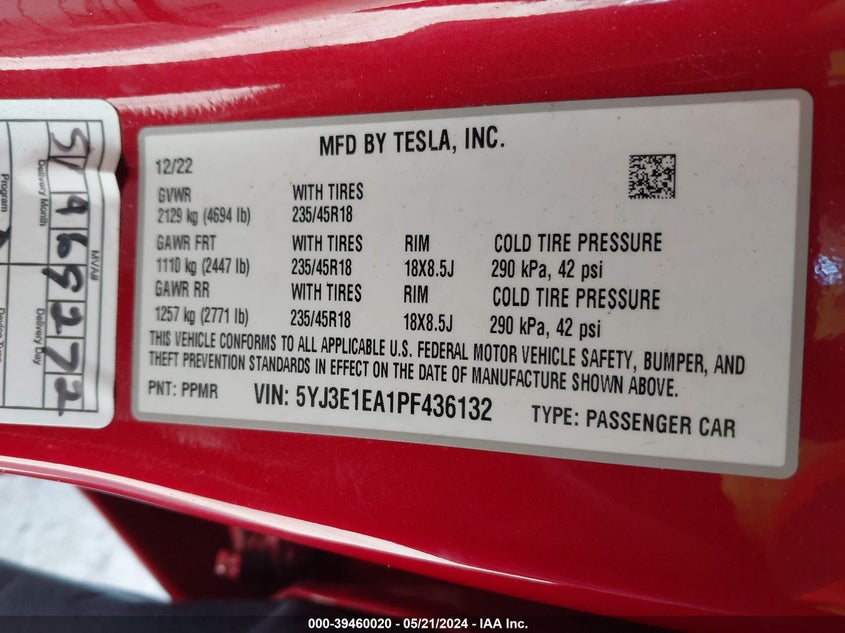 MFD BY TESLA, INC.
12/22
GVWR WITH TIRES
2129 kg (4694 lb) 235/45R18
GAWR FRT WITH TIRES RIM COLD TIRE PRESSURE
1110 kg (2447 lb) 235/45R18 18X8.5J 290 kPa, 42 psi
GAWR RR WITH TIRES RIM COLD TIRE PRESSURE
1257 kg (2771 lb) 235/45R18 18X8.5J 290 kPa, 42 psi
THIS VEHICLE CONFORMS TO ALL APPLICABLE U.S. FEDERAL MOTOR VEHICLE SAFETY, BUMPER, AND
THEFT PREVENTION STANDARDS IN EFFECT ON THE DATE OF MANUFACTURE SHOWN ABOVE.
PNT: PPMR VIN: 5YJ3E1EA1PF436132 TYPE: PASSENGER CAR
MVA#
Delivery Month
Delivery Day
Program
000-39460020 - 05/21/2024 - IAA Inc.